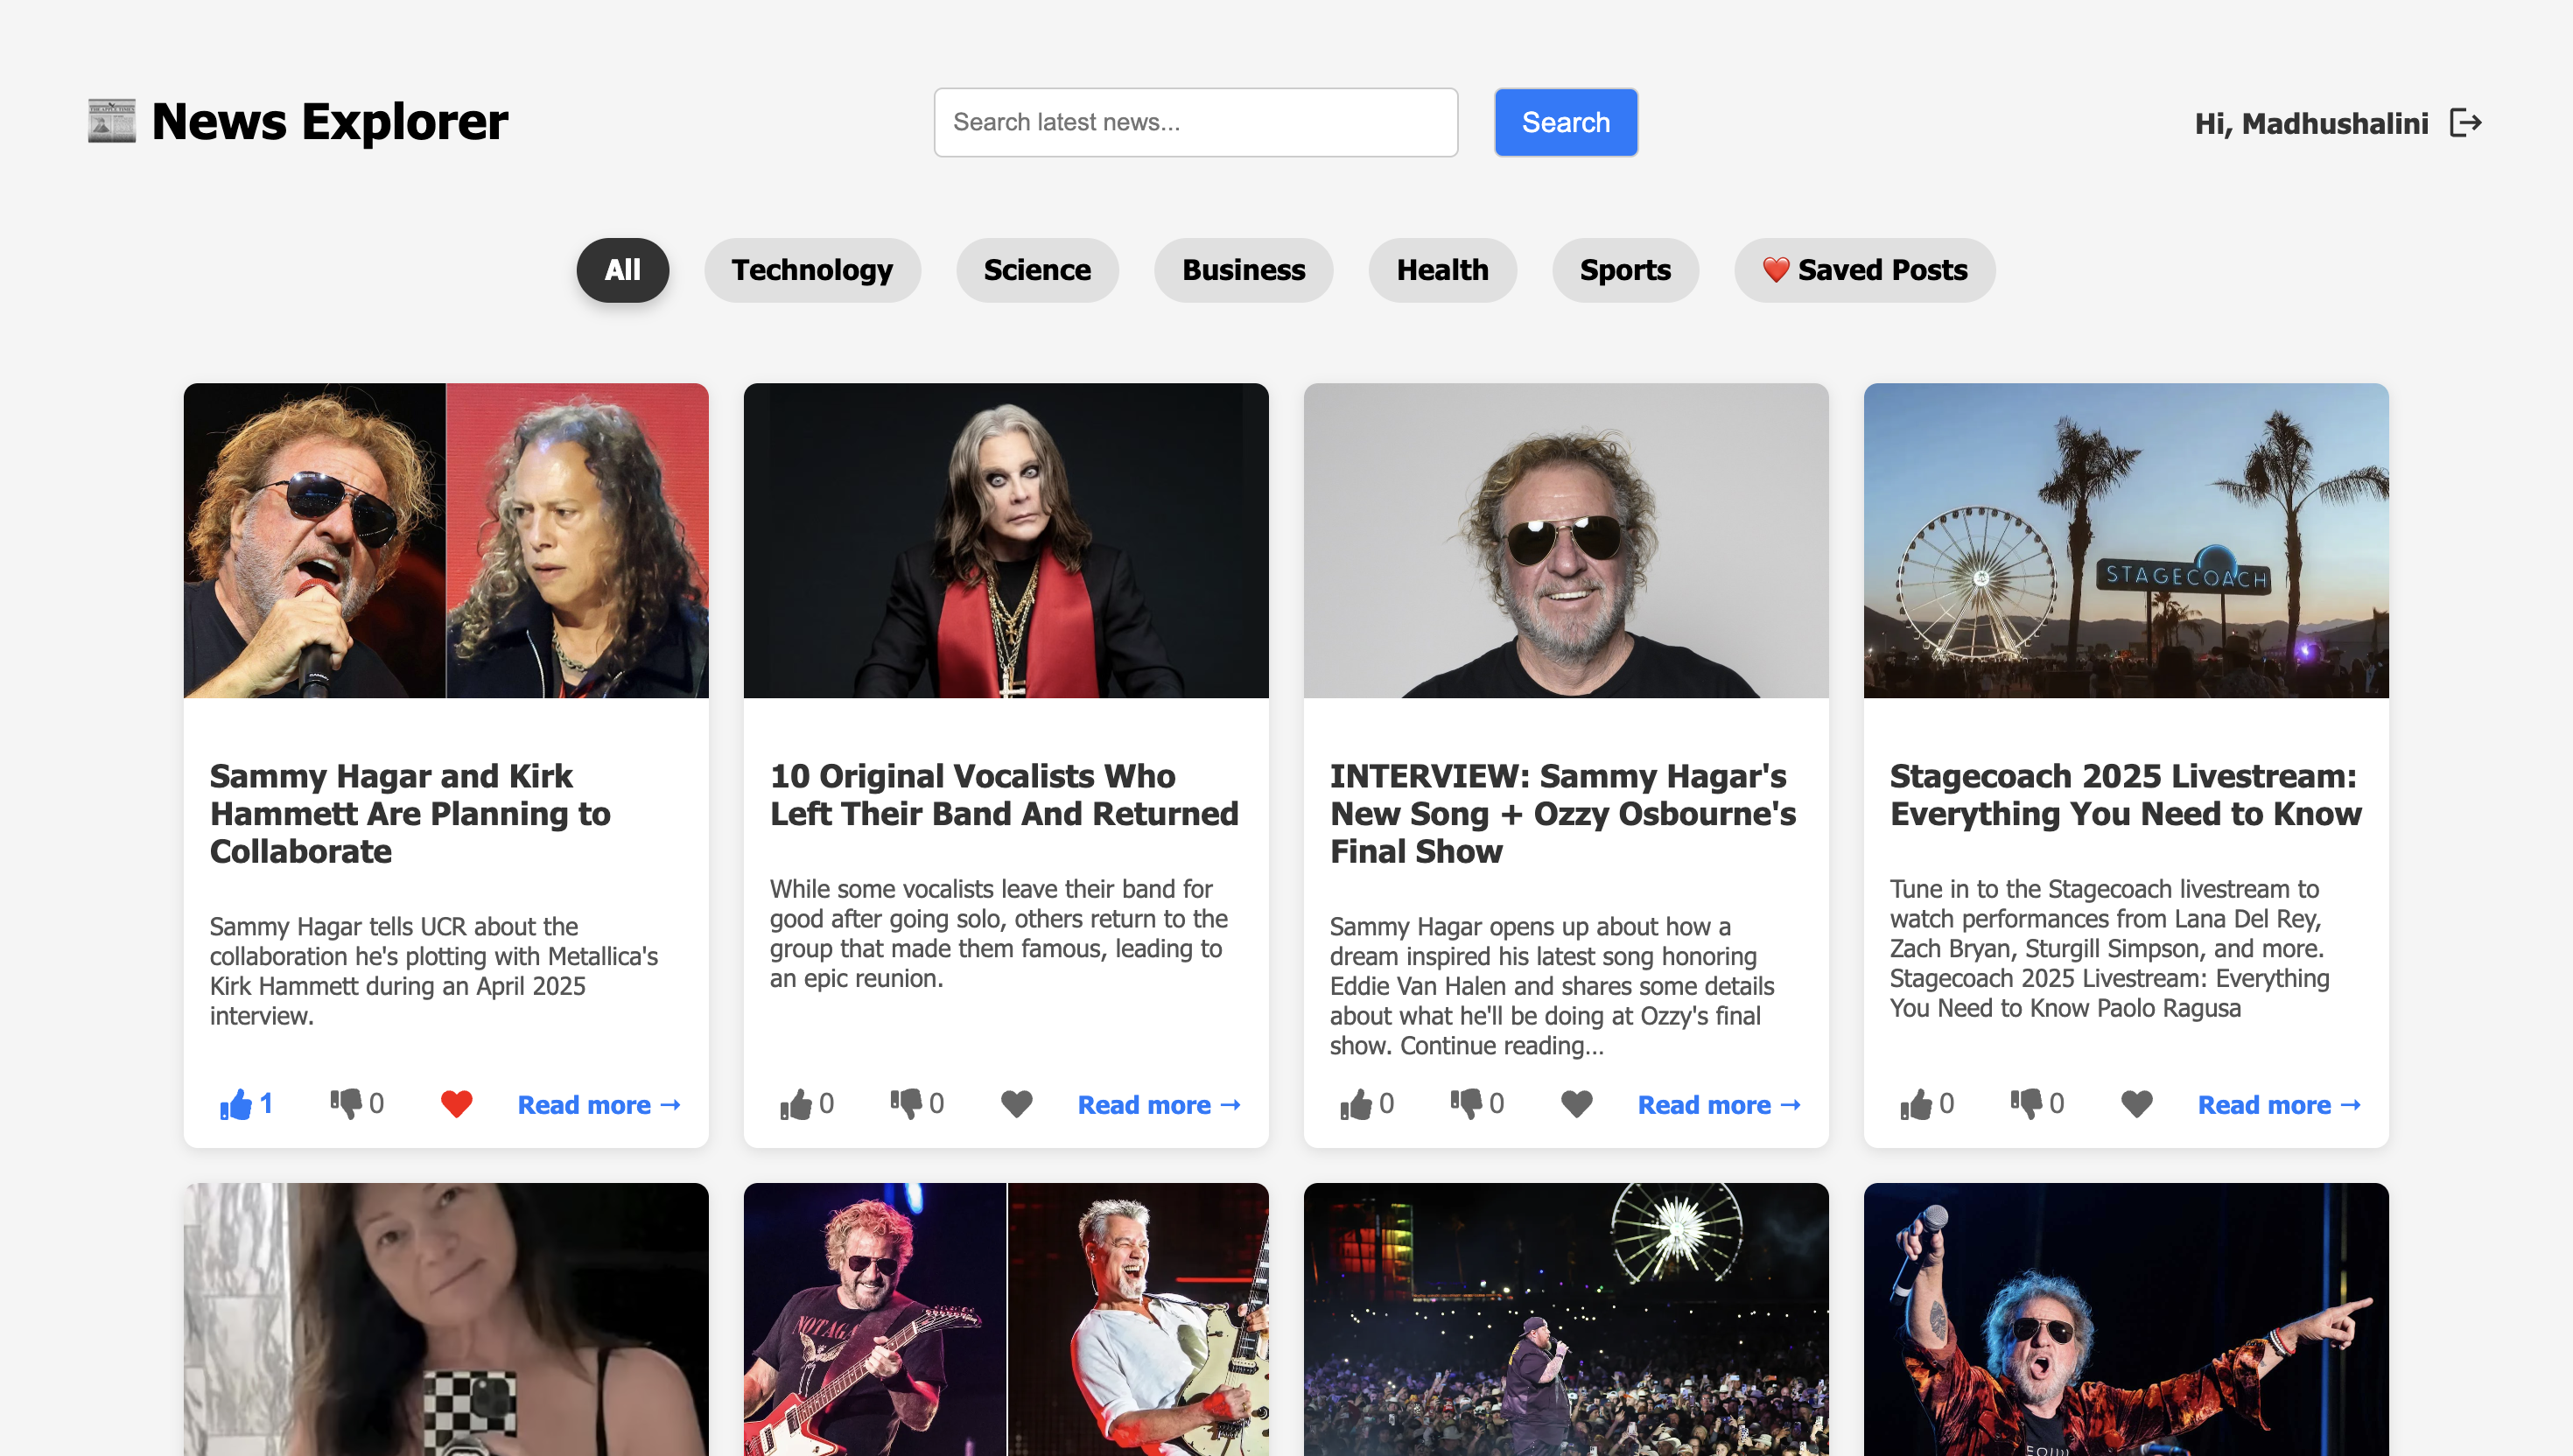 News Explorer
Search latest news...
Search
Hi, Madhushalini
All
Technology
Science
Business
Health
Sports
Saved Posts
STAGECOACH
Sammy Hagar and Kirk
Hammett Are Planning to
Collaborate
Sammy Hagar tells UCR about the
collaboration he's plotting with Metallica's
Kirk Hammett during an April 2025
interview.
1
0
Read more →
10 Original Vocalists Who
Left Their Band And Returned
While some vocalists leave their band for
good after going solo, others return to the
group that made them famous, leading to
an epic reunion.
0
0
Read more →
INTERVIEW: Sammy Hagar's
New Song + Ozzy Osbourne's
Final Show
Sammy Hagar opens up about how a
dream inspired his latest song honoring
Eddie Van Halen and shares some details
about what he'll be doing at Ozzy's final
show. Continue reading…
0
0
Read more →
Stagecoach 2025 Livestream:
Everything You Need to Know
Tune in to the Stagecoach livestream to
watch performances from Lana Del Rey,
Zach Bryan, Sturgill Simpson, and more.
Stagecoach 2025 Livestream: Everything
You Need to Know Paolo Ragusa
0
0
Read more →